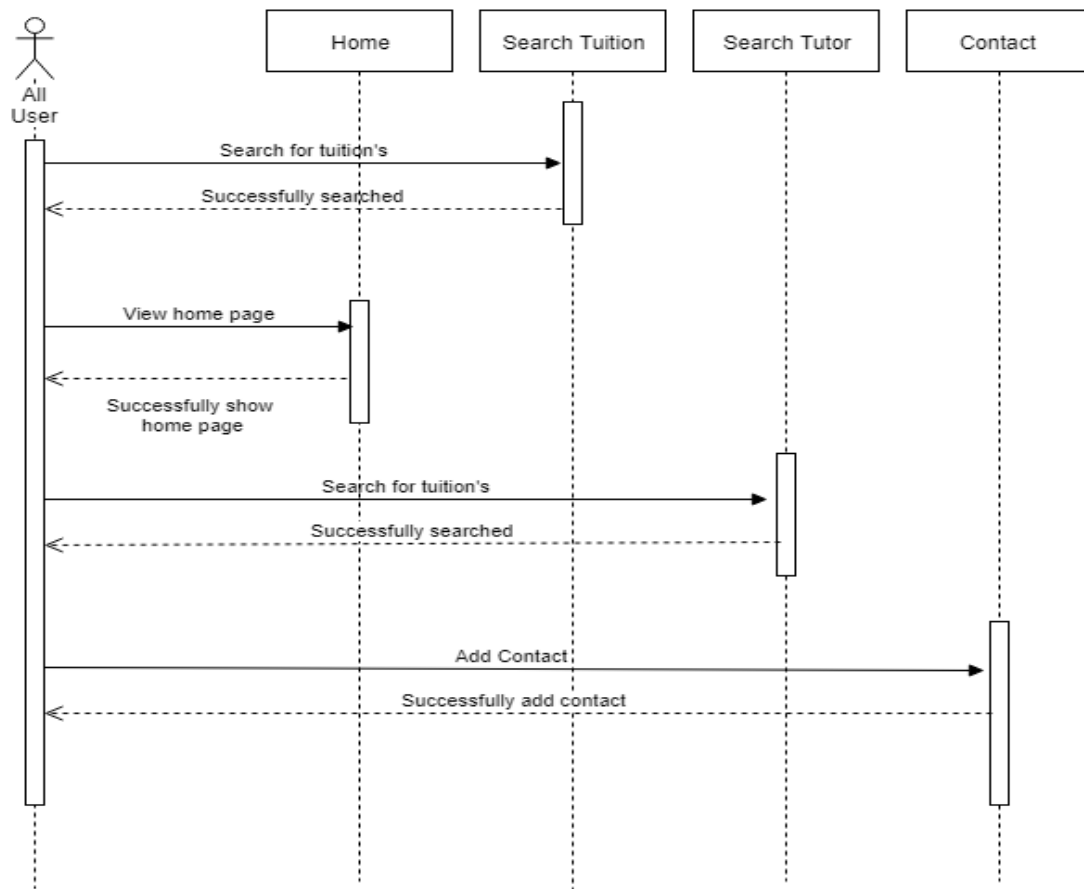 Home
Search Tuition
Search Tutor
Contact
All
User
Search for tuition's
Successfully searched
View home page
Successfully show
home page
Search for tuition's
Successfully searched
Add Contact
Successfully add contact